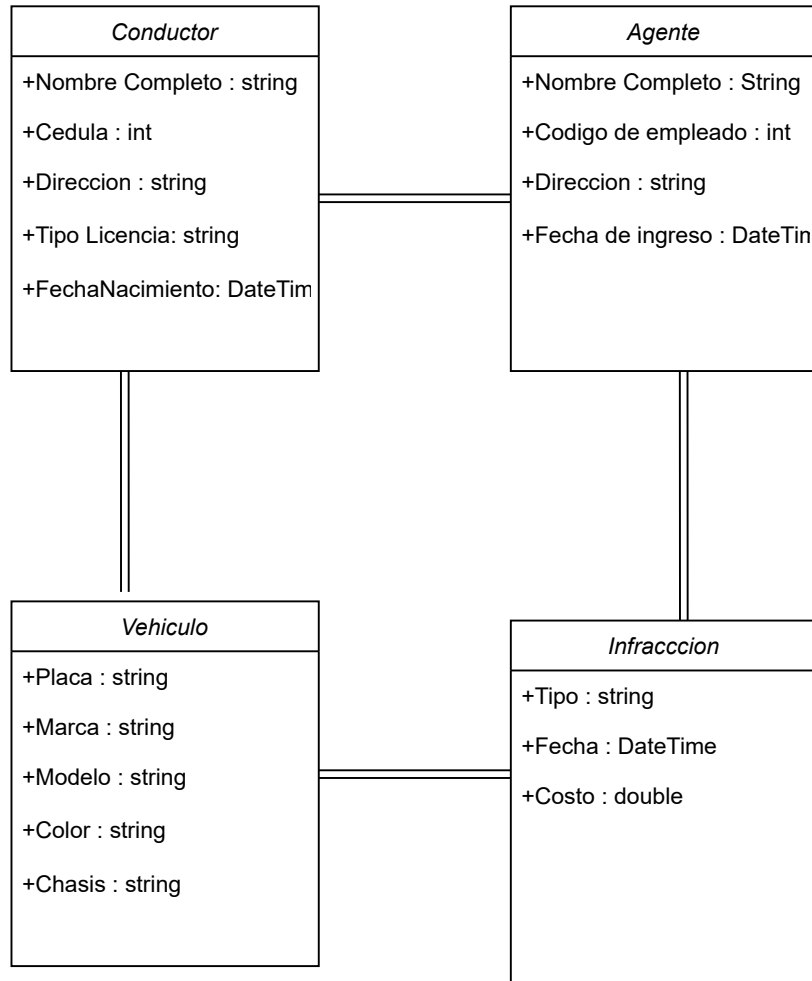 Conductor
+Nombre Completo : string
+Cedula : int
+Direccion : string
+Tipo Licencia: string
+FechaNacimiento: DateTim
Agente
+Nombre Completo : String
+Codigo de empleado : int
+Direccion : string
+Fecha de ingreso : DateTim
Vehiculo
+Placa : string
+Marca : string
+Modelo : string
+Color : string
+Chasis : string
Infracccion
+Tipo : string
+Fecha : DateTime
+Costo : double